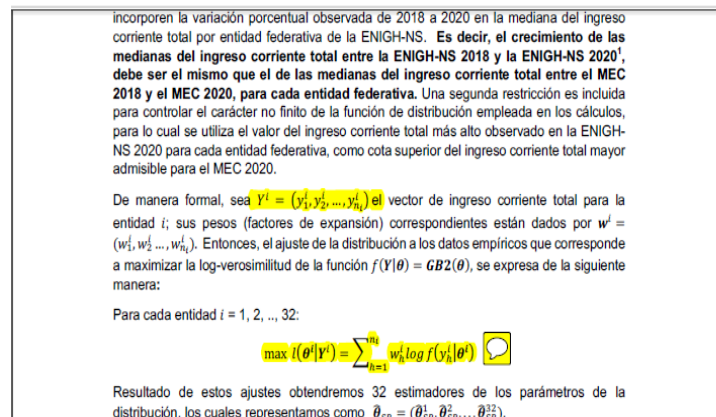 incorporen la variación porcentual observada de 2018 a 2020 en la mediana del ingreso
corriente total por entidad federativa de la ENIGH-NS. Es decir, el crecimiento de las
medianas del ingreso corriente total entre la ENIGH-NS 2018 y la ENIGH-NS 2020¹,
debe ser el mismo que el de las medianas del ingreso corriente total entre el MEC
2018 y el MEC 2020, para cada entidad federativa. Una segunda restricción es incluida
para controlar el carácter no finito de la función de distribución empleada en los cálculos,
para lo cual se utiliza el valor del ingreso corriente total más alto observado en la ENIGH-
NS 2020 para cada entidad federativa, como cota superior del ingreso corriente total mayor
admisible para el MEC 2020.
De manera formal, sea Yⁱ = (y₁ⁱ, y₂ⁱ, ..., yₙᵢⁱ) el vector de ingreso corriente total para la
entidad i; sus pesos (factores de expansión) correspondientes están dados por wⁱ =
(w₁ⁱ, w₂ⁱ ..., wₙᵢⁱ). Entonces, el ajuste de la distribución a los datos empíricos que corresponde
a maximizar la log-verosimilitud de la función f(Y|θ) = GB2(θ), se expresa de la siguiente
manera:
Para cada entidad i = 1, 2, .., 32:
max l(θⁱ|Yⁱ) = ∑ₕ₌₁ⁿⁱ wₕⁱ log f(yₕⁱ|θⁱ)
Resultado de estos ajustes obtendremos 32 estimadores de los parámetros de la
distribución, los cuales representamos como